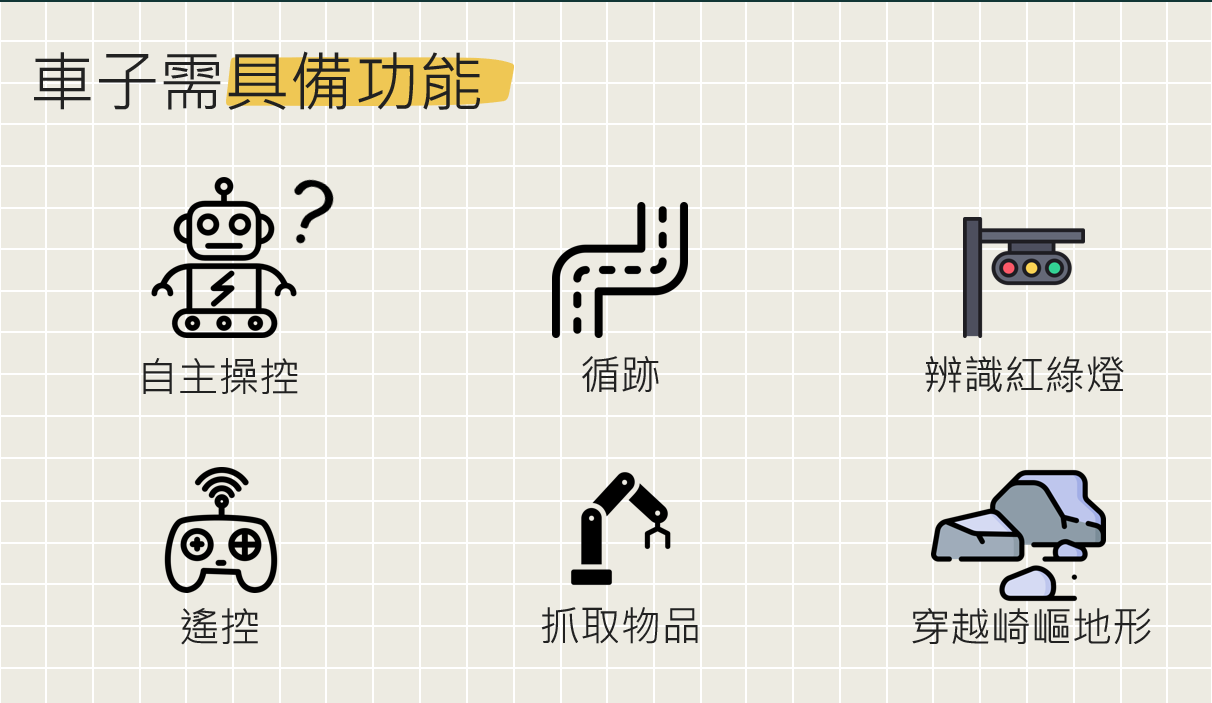 車子需具備功能
自主操控
循跡
辨識紅綠燈
遙控
抓取物品
穿越崎嶇地形